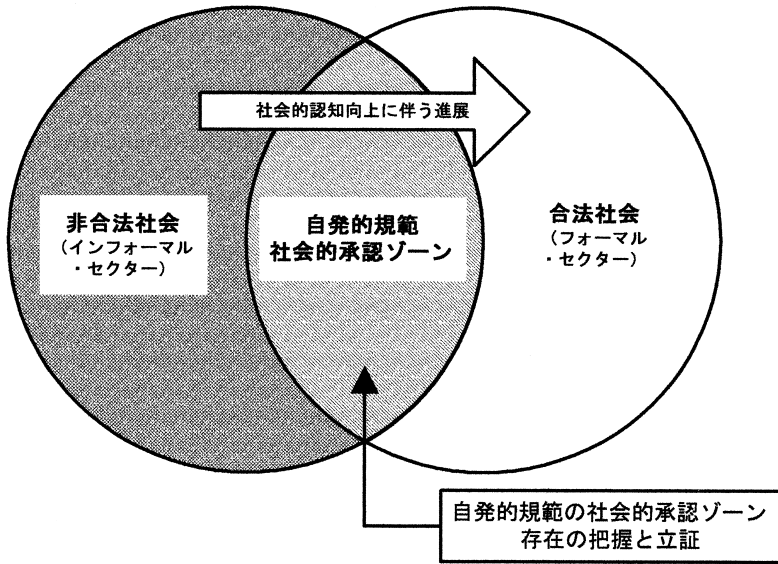 社会的認知向上に伴う進展
非合法社会
(インフォーマル
・セクター)
自発的規範
社会的承認ゾーン
合法社会
(フォーマル
・セクター)
自発的規範の社会的承認ゾーン
存在の把握と立証